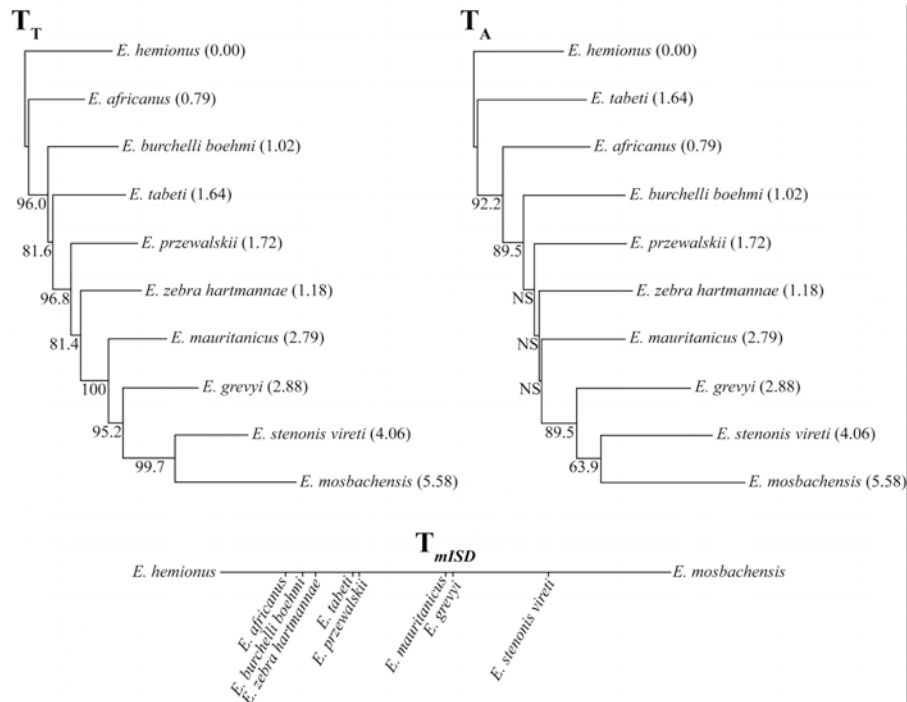 T_T
E. hemionus (0.00)
E. africanus (0.79)
E. burchelli boehmi (1.02)
96.0
E. tabeti (1.64)
81.6
E. przewalskii (1.72)
96.8
E. zebra hartmannae (1.18)
81.4
E. mauritanicus (2.79)
100
E. grevyi (2.88)
95.2
E. stenonis vireti (4.06)
99.7
E. mosbachensis (5.58)
T_A
E. hemionus (0.00)
E. tabeti (1.64)
E. africanus (0.79)
92.2
E. burchelli boehmi (1.02)
89.5
E. przewalskii (1.72)
NS
E. zebra hartmannae (1.18)
NS
E. mauritanicus (2.79)
NS
E. grevyi (2.88)
89.5
E. stenonis vireti (4.06)
63.9
E. mosbachensis (5.58)
T_mISD
E. hemionus
E. africanus
E. burchelli boehmi
E. zebra hartmannae
E. tabeti
E. przewalskii
E. mauritanicus
E. grevyi
E. stenonis vireti
E. mosbachensis